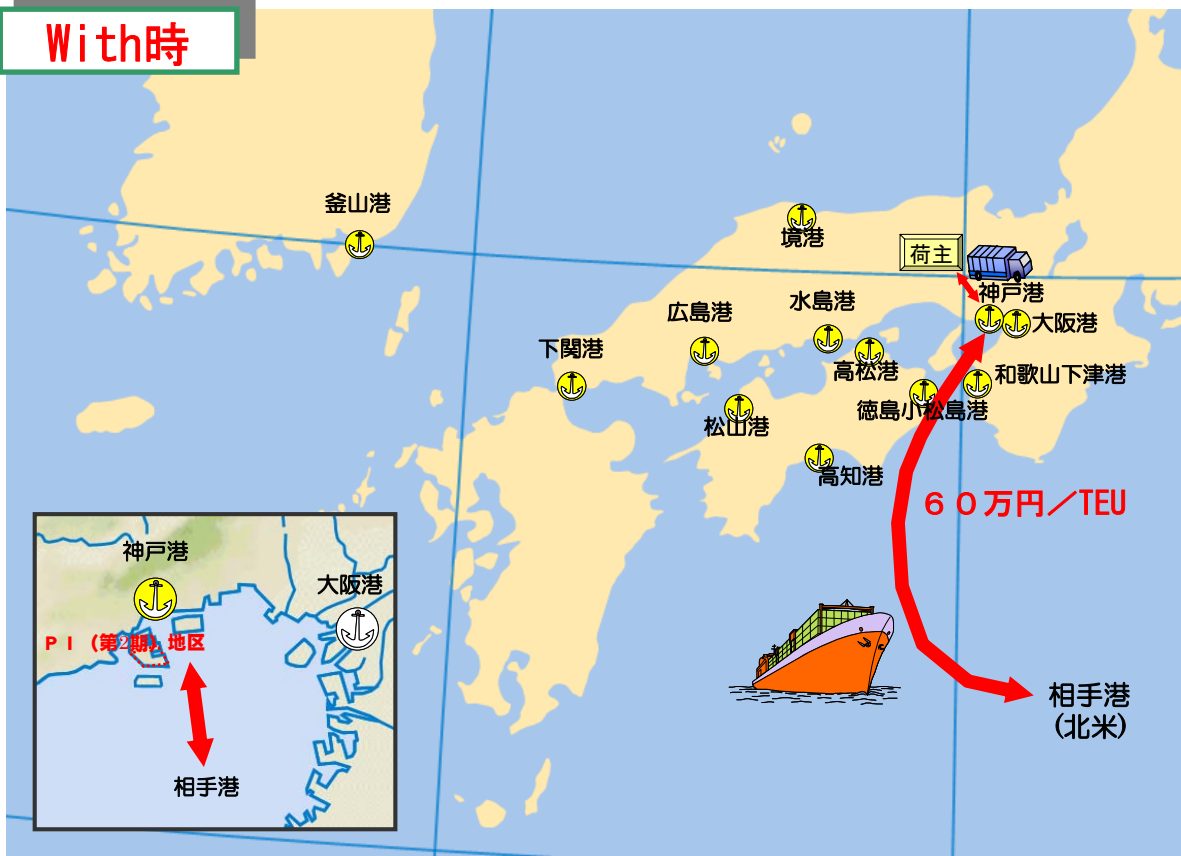 With時
釜山港
境港
荷主
神戸港
水島港
広島港
大阪港
下関港
高松港
和歌山下津港
徳島小松島港
松山港
高知港
６０万円／TEU
相手港
(北米)
神戸港
大阪港
ＰＩ（第2期）地区
相手港